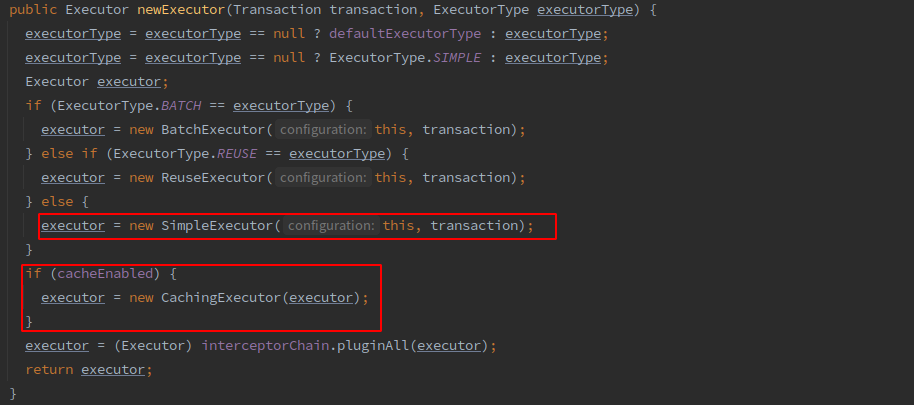 public Executor newExecutor(Transaction transaction, ExecutorType executorType) {
executorType = executorType == null ? defaultExecutorType : executorType;
executorType = executorType == null ? ExecutorType.SIMPLE : executorType;
Executor executor;
if (ExecutorType.BATCH == executorType) {
executor = new BatchExecutor( configuration: this, transaction);
} else if (ExecutorType.REUSE == executorType) {
executor = new ReuseExecutor( configuration: this, transaction);
} else {
executor = new SimpleExecutor( configuration: this, transaction);
}
if (cacheEnabled) {
executor = new CachingExecutor(executor);
}
executor = (Executor) interceptorChain.pluginAll(executor);
return executor;
}